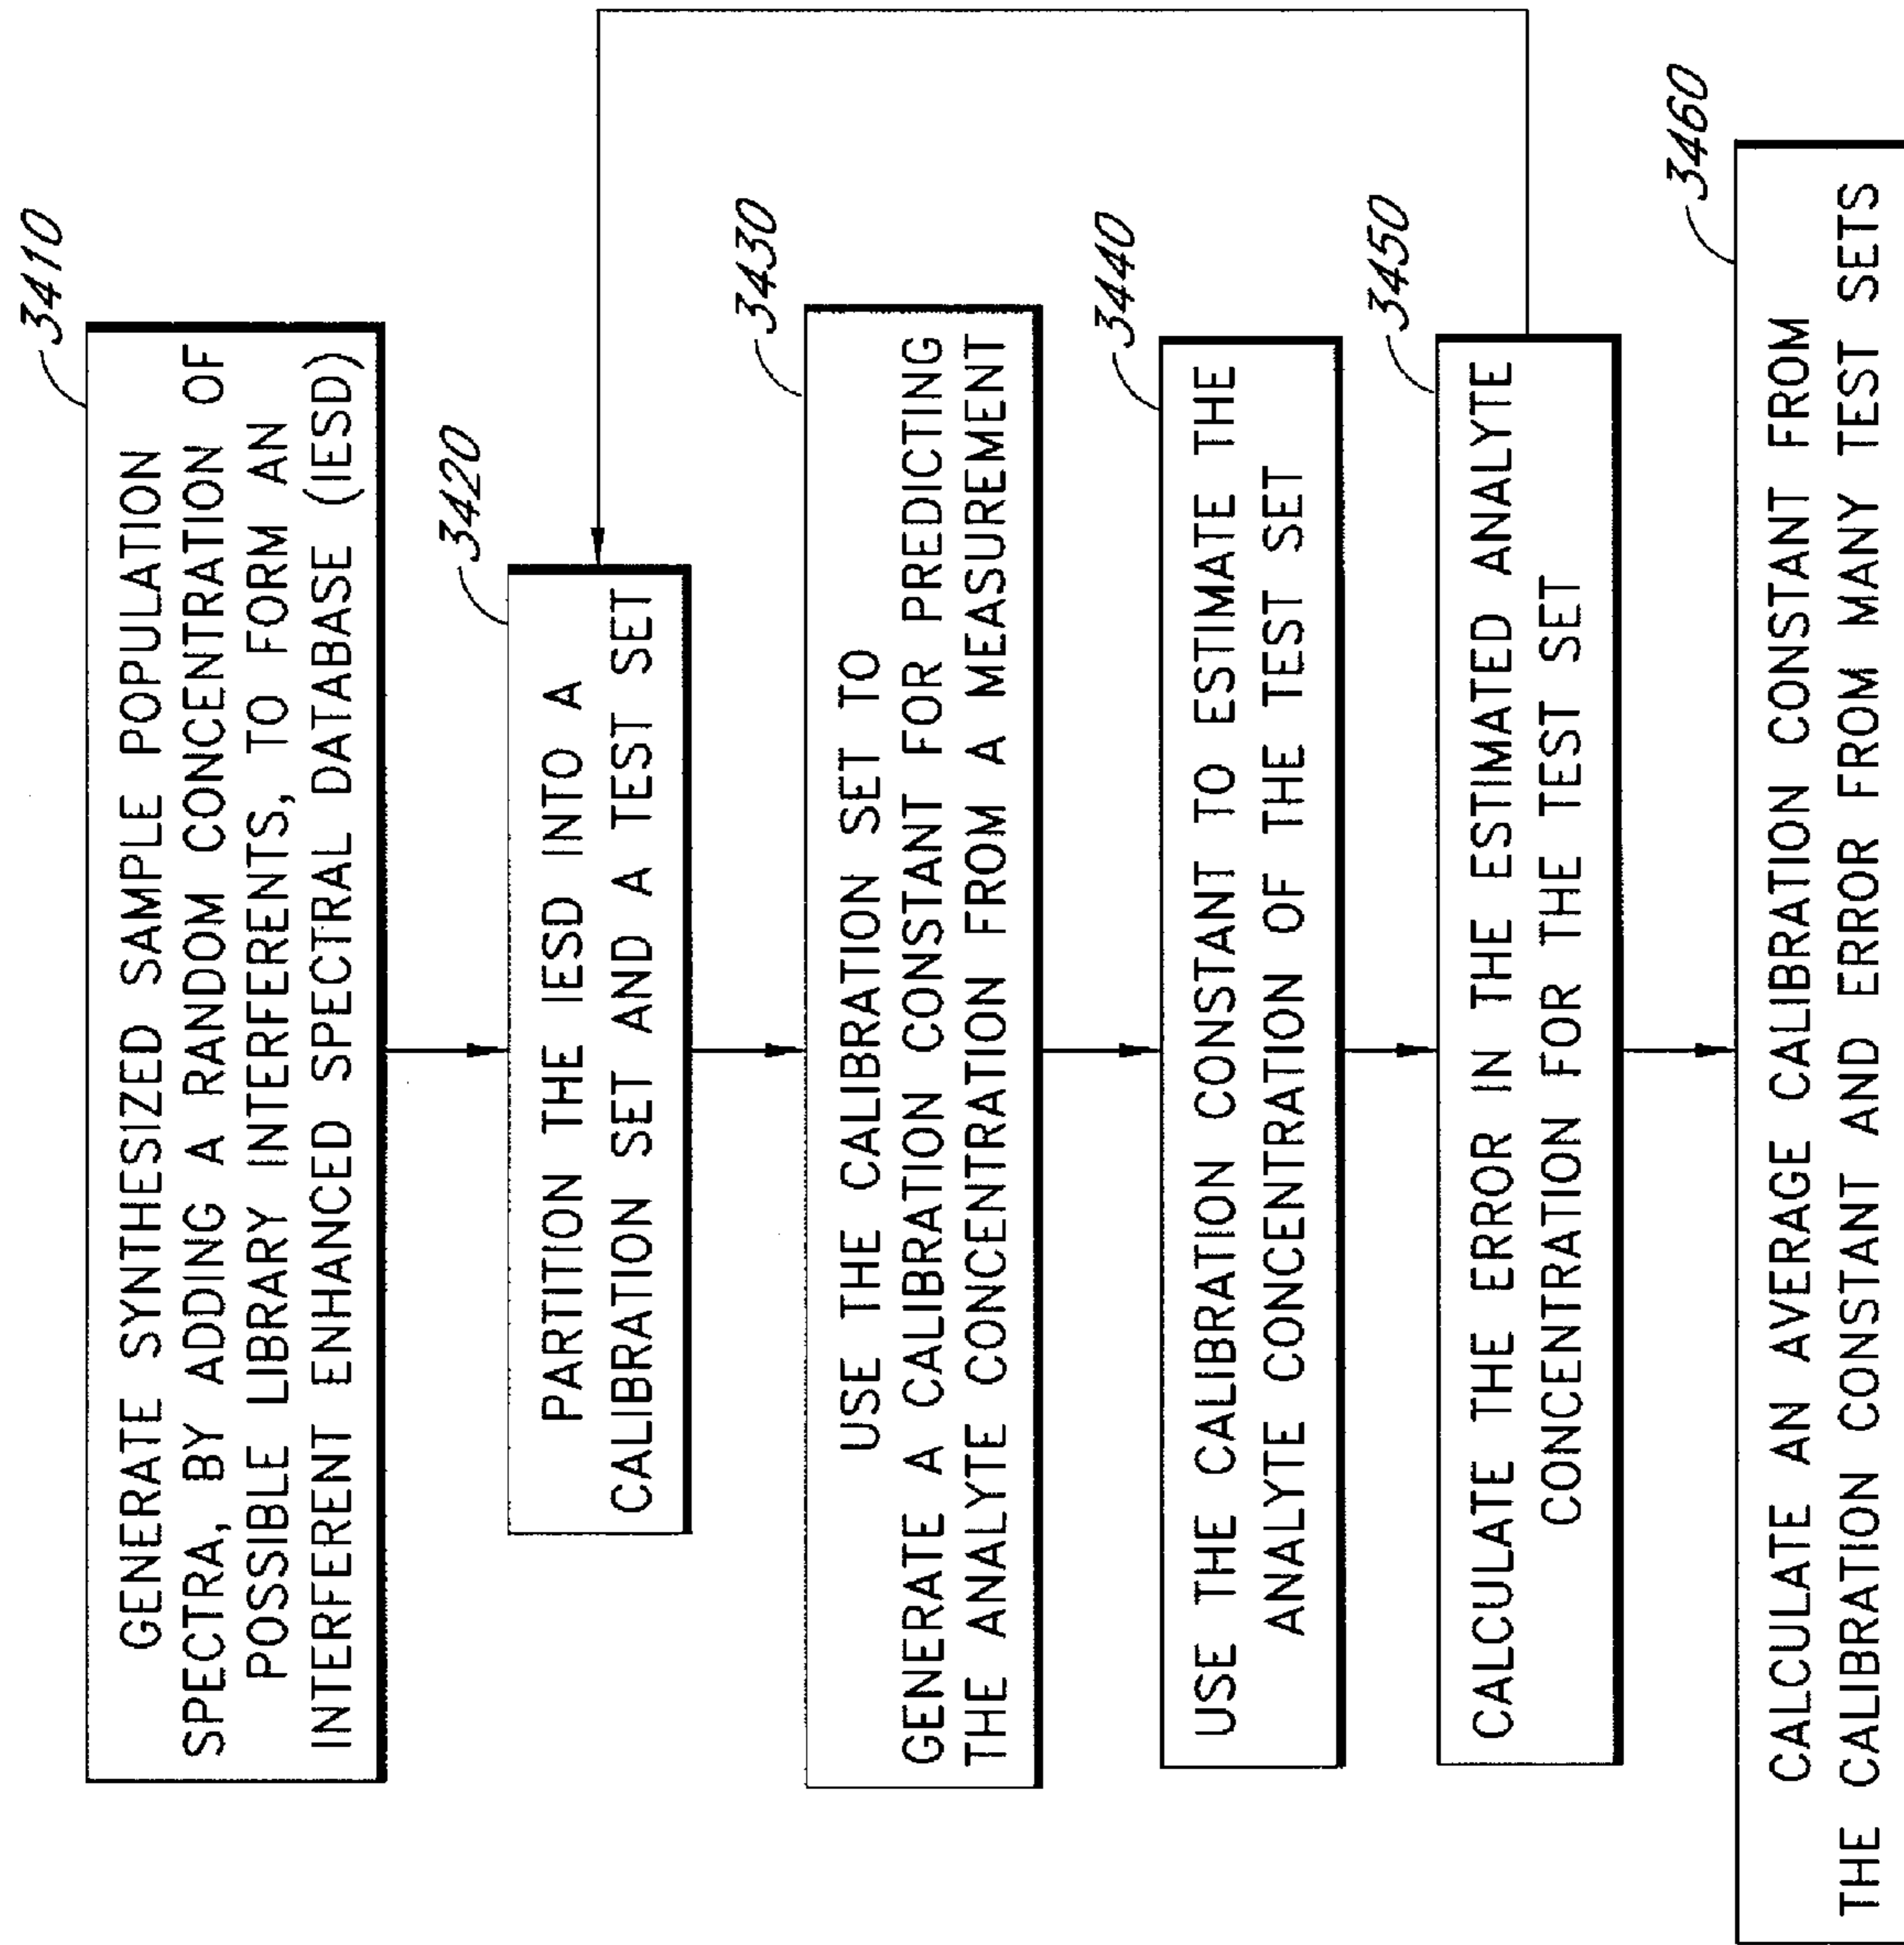 3410
GENERATE SYNTHESIZED SAMPLE POPULATION
SPECTRA, BY ADDING A RANDOM CONCENTRATION OF
POSSIBLE LIBRARY INTERFERENTS, TO FORM AN
INTERFERENT ENHANCED SPECTRAL DATABASE (IESD)
3420
PARTITION THE IESD INTO A
CALIBRATION SET AND A TEST SET
3430
USE THE CALIBRATION SET TO
GENERATE A CALIBRATION CONSTANT FOR PREDICTING
THE ANALYTE CONCENTRATION FROM A MEASUREMENT
3440
USE THE CALIBRATION CONSTANT TO ESTIMATE THE
ANALYTE CONCENTRATION OF THE TEST SET
3450
CALCULATE THE ERROR IN THE ESTIMATED ANALYTE
CONCENTRATION FOR THE TEST SET
3460
CALCULATE AN AVERAGE CALIBRATION CONSTANT FROM
THE CALIBRATION CONSTANT AND ERROR FROM MANY TEST SETS